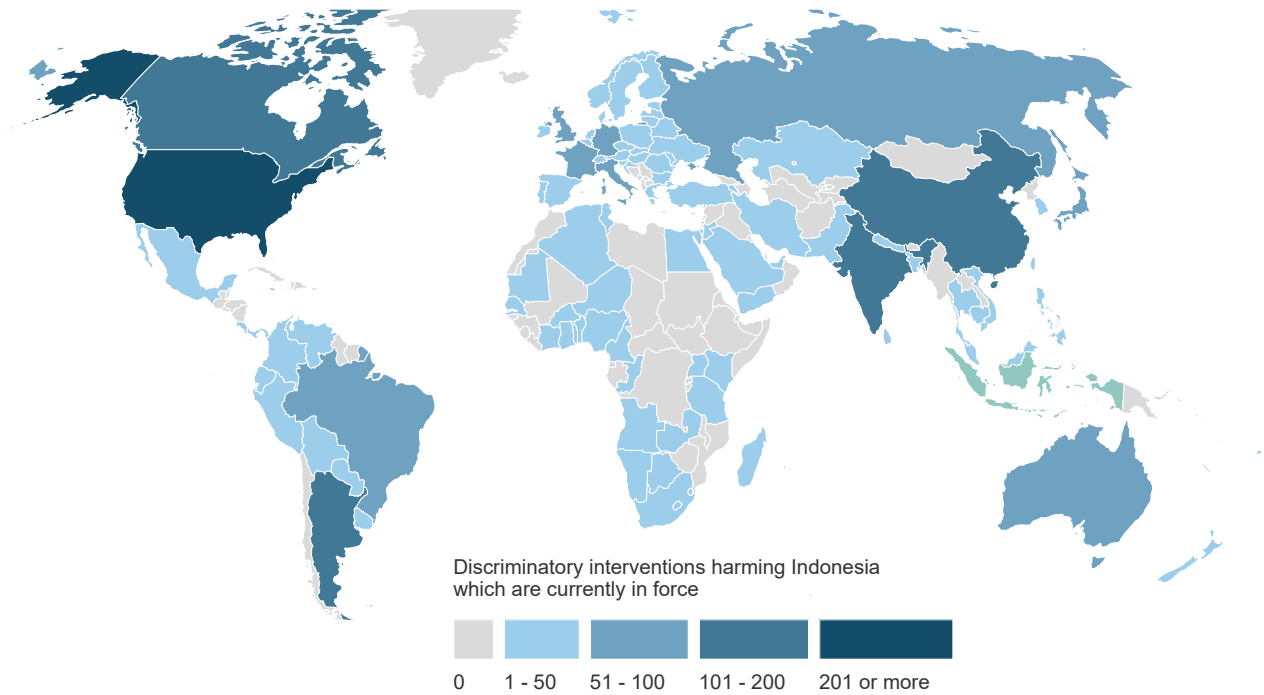 Discriminatory interventions harming Indonesia
which are currently in force
0 1 - 50 51 - 100 101 - 200 201 or more